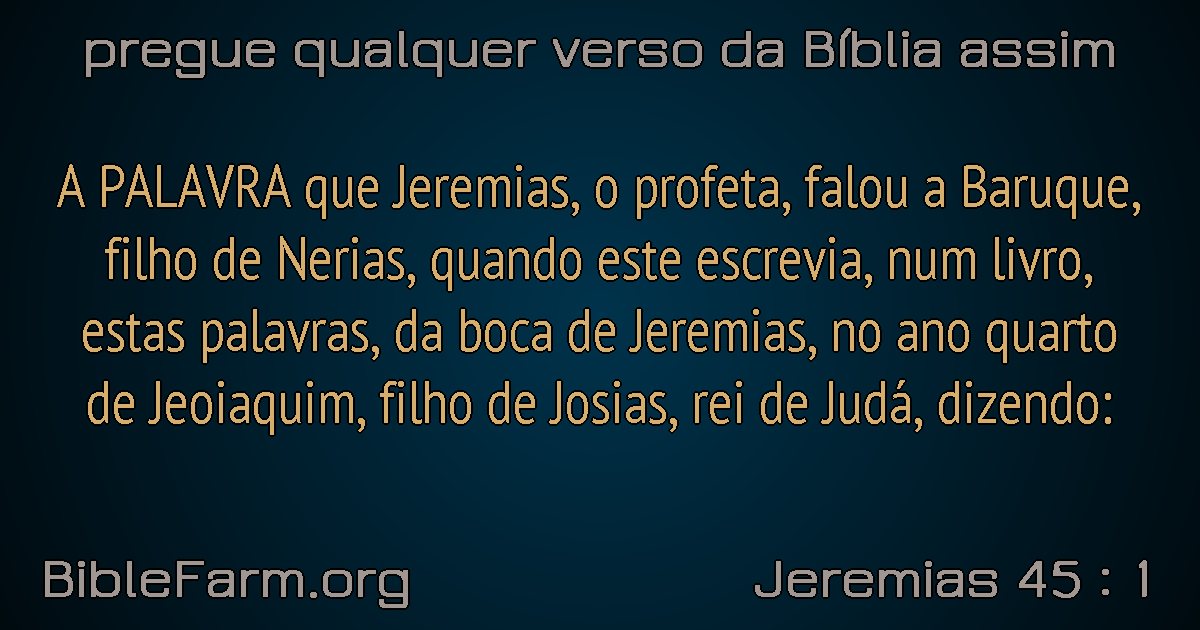 pregue qualquer verso da Bíblia assim
A PALAVRA que Jeremias, o profeta, falou a Baruque,
filho de Nerias, quando este escrevia, num livro,
estas palavras, da boca de Jeremias, no ano quarto
de Jeoiaquim, filho de Josias, rei de Judá, dizendo:
BibleFarm.org
Jeremias 45 : 1